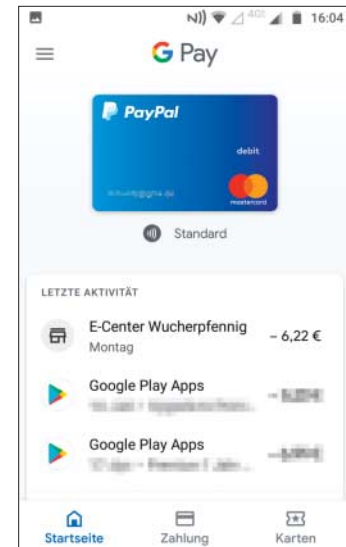 4G 16:04
G Pay
PayPal
debit
mastercard
Standard
LETZTE AKTIVITÄT
E-Center Wucherpfennig
Montag
– 6,22 €
Google Play Apps
Google Play Apps
Startseite Zahlung Karten